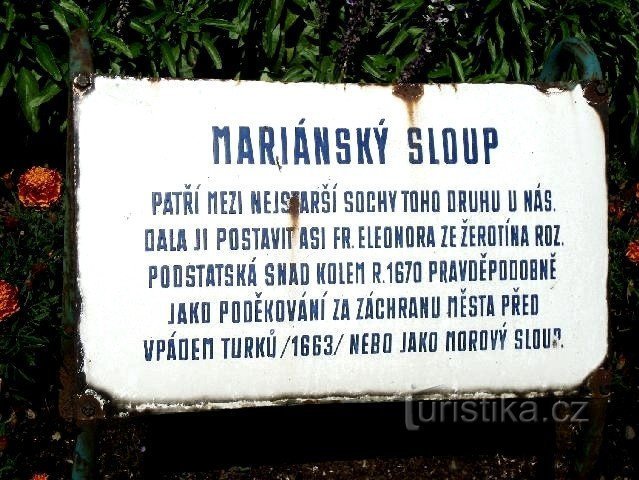 MARIÁNSKÝ SLOUP
PATŘÍ MEZI NEJSTARŠÍ SOCHY TOHO DRUHU U NÁS.
DALA JI POSTAVIT ASI FR. ELEONORA ZE ŽEROTÍNA ROZ.
PODSTATSKÁ SNAD KOLEM R. 1670 PRAVDĚPODOBNĚ
JAKO PODĚKOVÁNÍ ZA ZÁCHRANU MĚSTA PŘED
VPÁDEM TURKŮ /1663/ NEBO JAKO MOROVÝ SLOUP.
turistika.cz